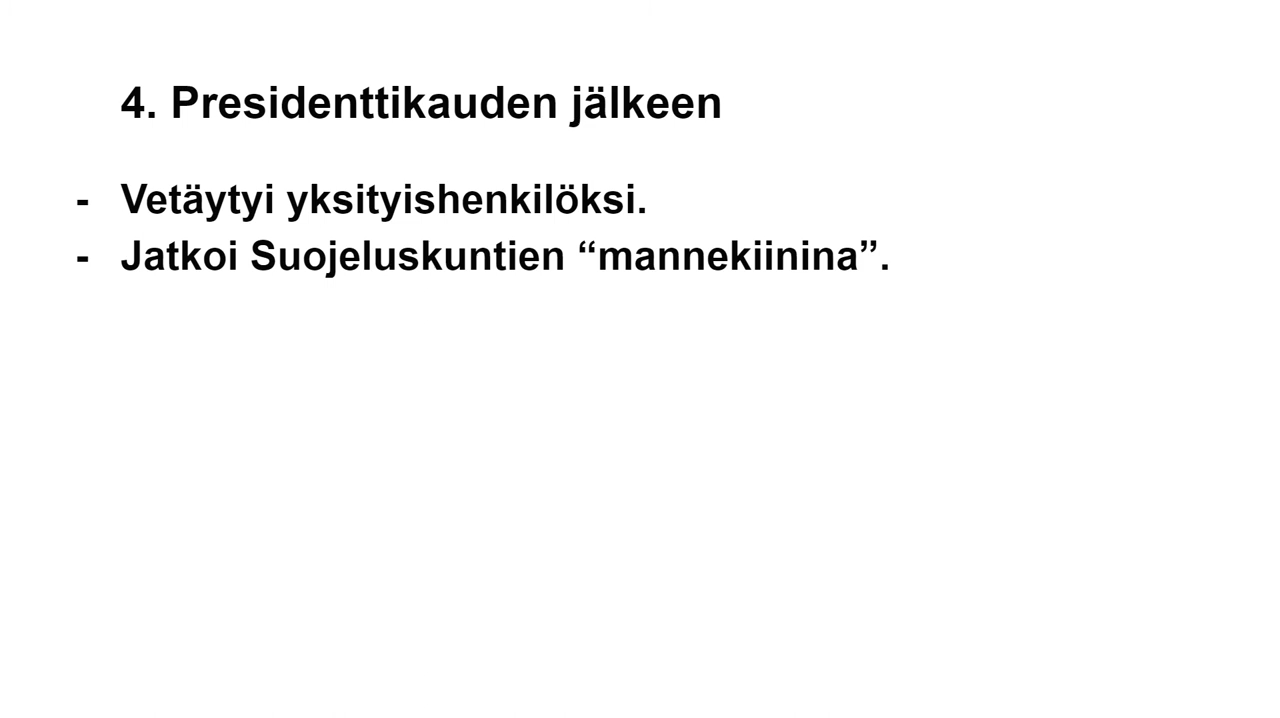 4. Presidenttikauden jälkeen
- Vetäytyi yksityishenkilöksi.
- Jatkoi Suojeluskuntien “mannekiinina”.